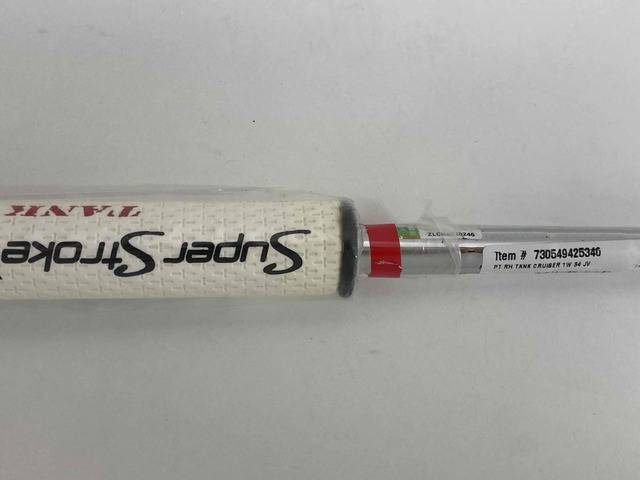 TANK
Super Stroke
Item # 730549425340
PT RH TANK CRUISER 1W 34 JV